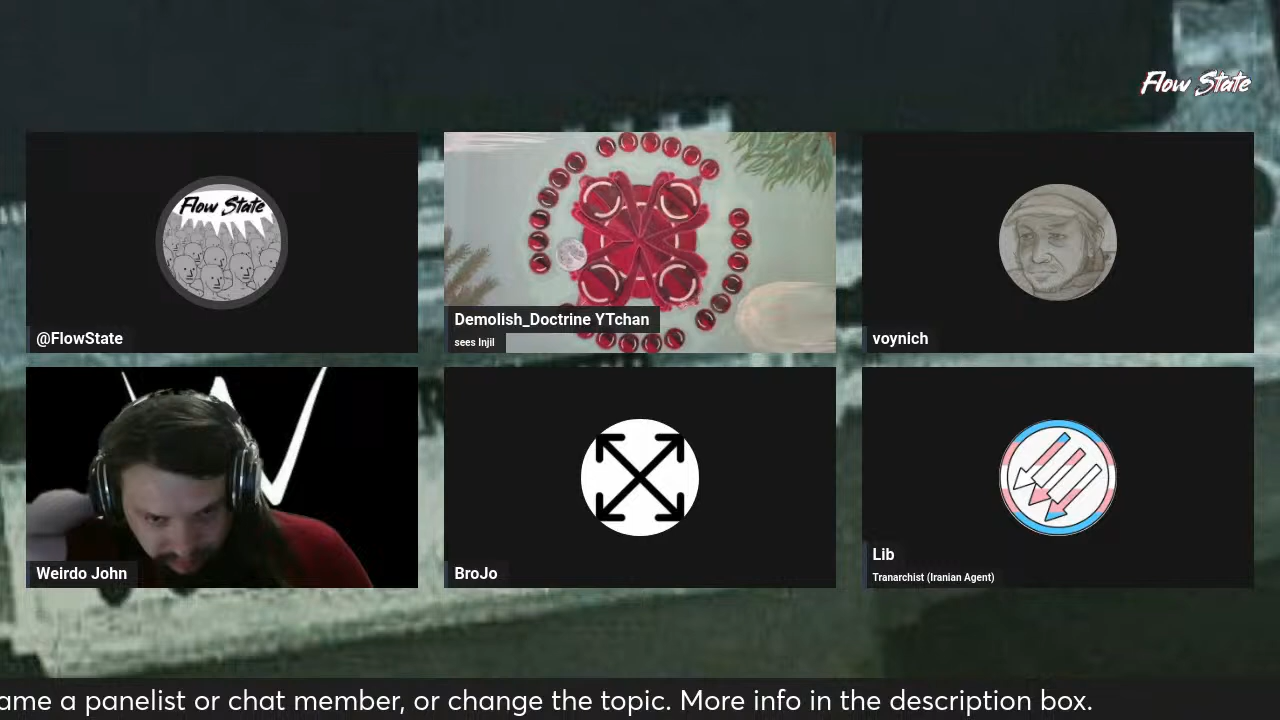 Flow State
Flow State
@FlowState
Demolish_Doctrine YTchan
sees Injil
voynich
Weirdo John
BroJo
Lib
Tranarchist (Iranian Agent)
ame a panelist or chat member, or change the topic. More info in the description box.